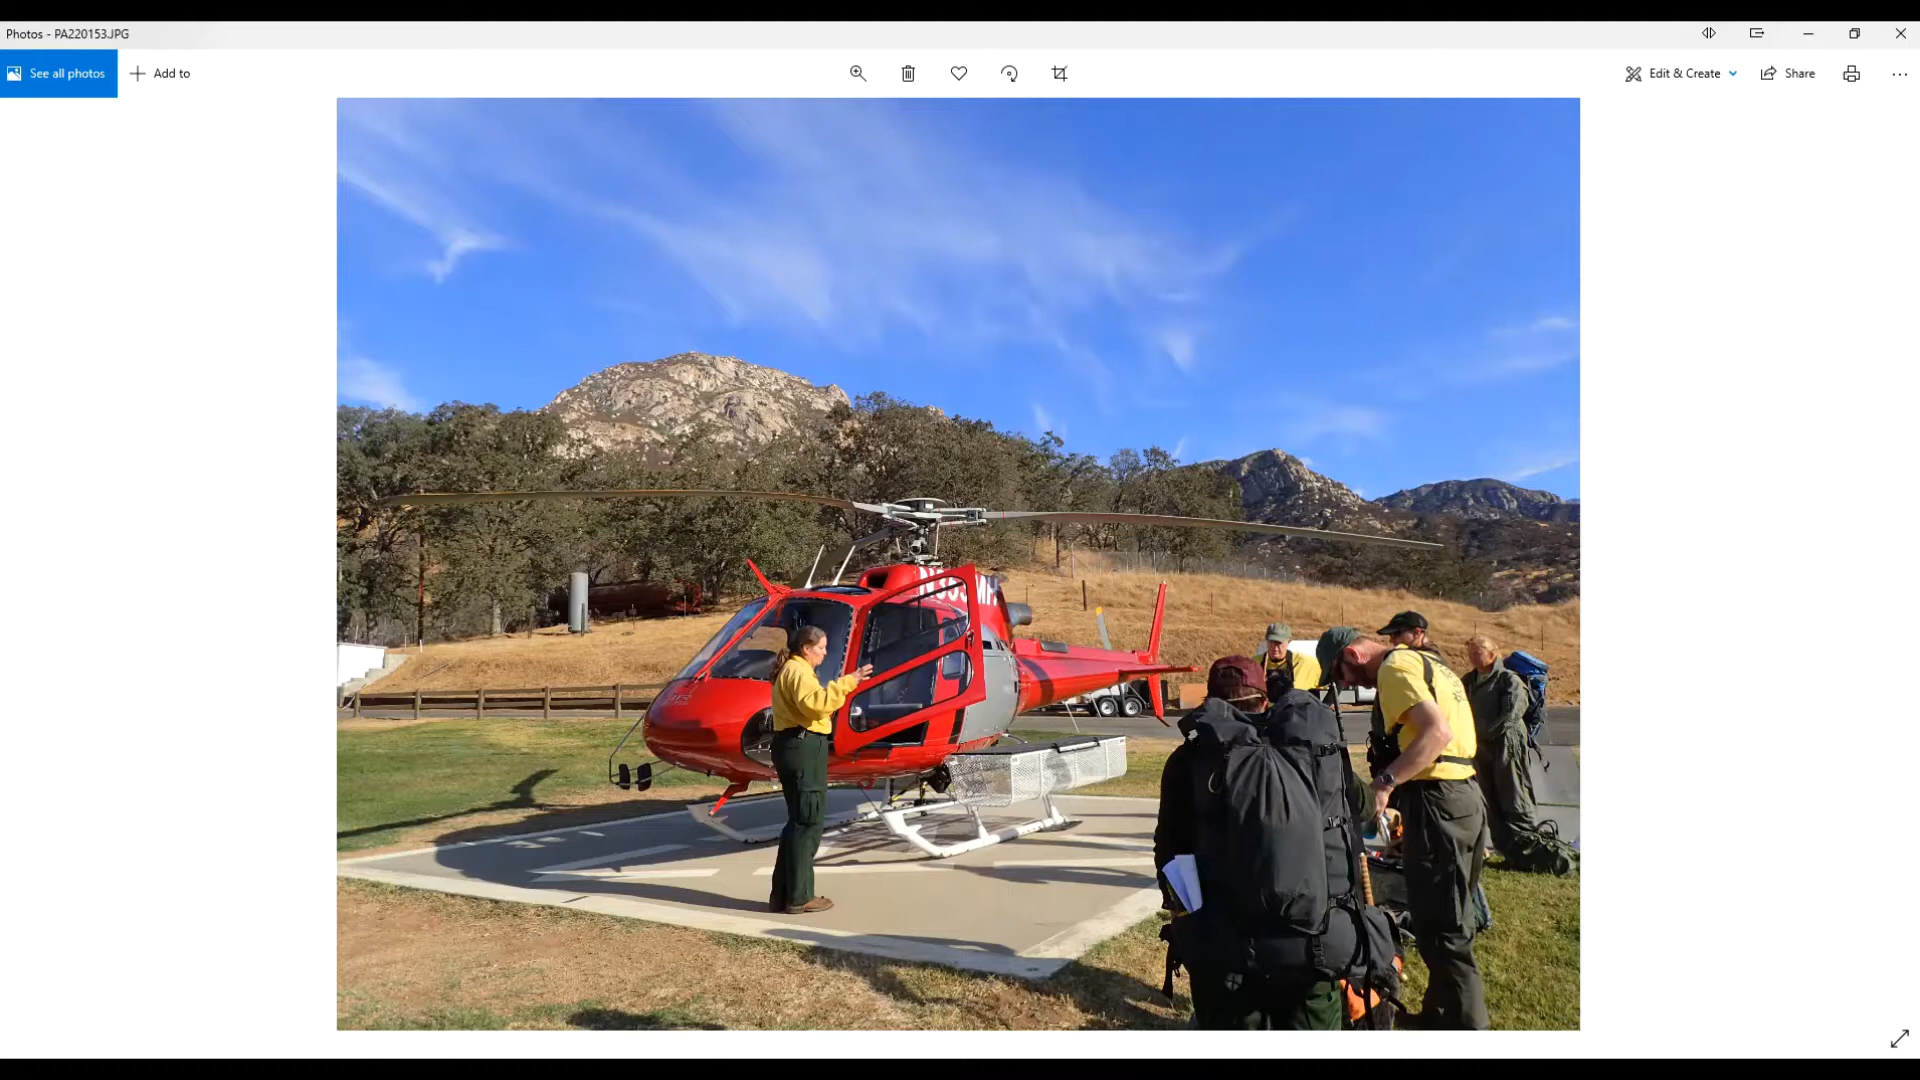 Photos - PA220153.JPG
See all photos
Add to
Edit & Create
Share